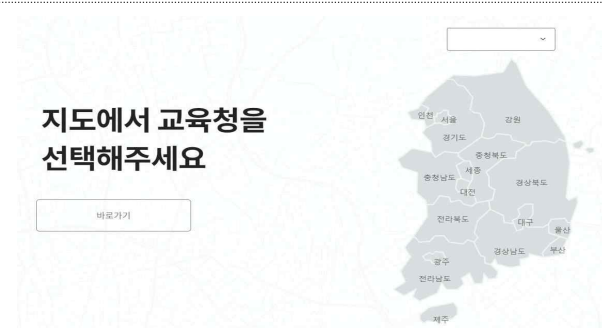 지도에서 교육청을
선택해주세요
바로가기
인천
서울
강원
경기도
충청북도
세종
충청남도
대전
경상북도
전라북도
대구
울산
경상남도
부산
광주
전라남도
제주